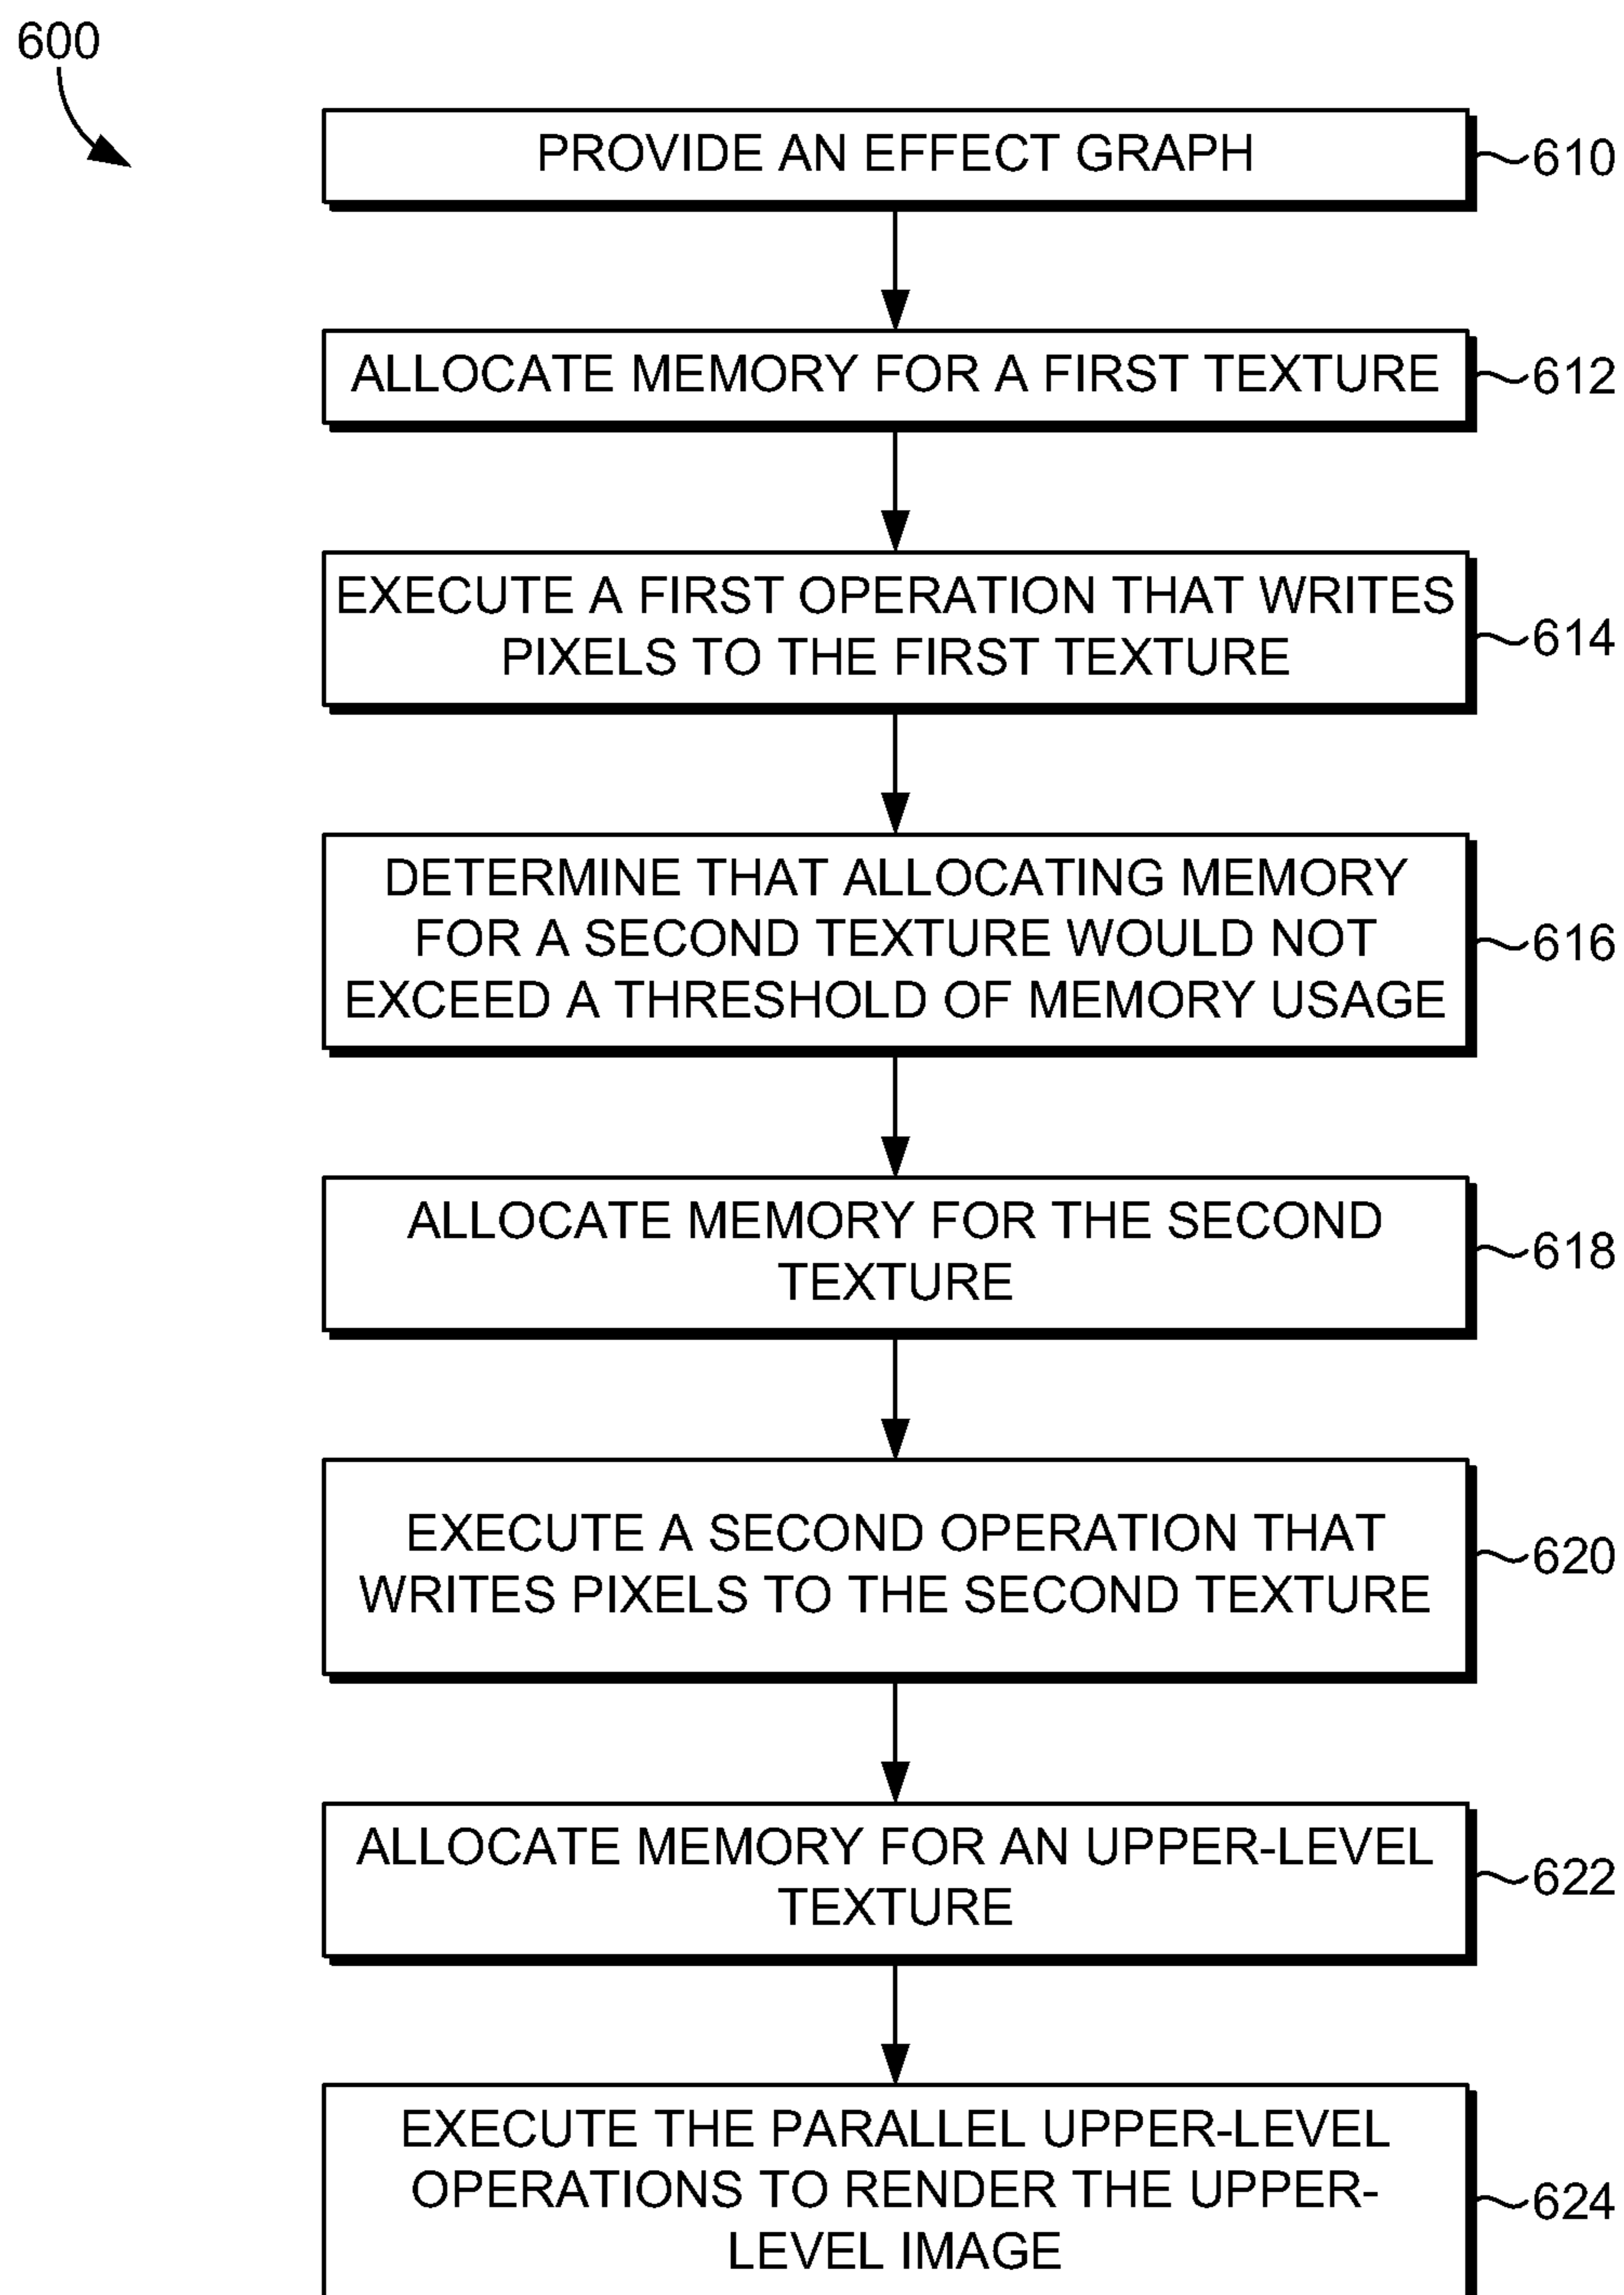 600
PROVIDE AN EFFECT GRAPH
610
ALLOCATE MEMORY FOR A FIRST TEXTURE
612
EXECUTE A FIRST OPERATION THAT WRITES
PIXELS TO THE FIRST TEXTURE
614
DETERMINE THAT ALLOCATING MEMORY
FOR A SECOND TEXTURE WOULD NOT
EXCEED A THRESHOLD OF MEMORY USAGE
616
ALLOCATE MEMORY FOR THE SECOND
TEXTURE
618
EXECUTE A SECOND OPERATION THAT
WRITES PIXELS TO THE SECOND TEXTURE
620
ALLOCATE MEMORY FOR AN UPPER-LEVEL
TEXTURE
622
EXECUTE THE PARALLEL UPPER-LEVEL
OPERATIONS TO RENDER THE UPPER-
LEVEL IMAGE
624